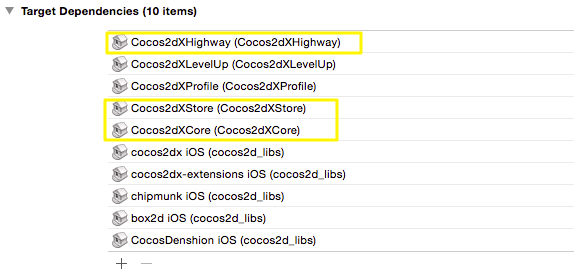 Target Dependencies (10 items)
Cocos2dXHighway (Cocos2dXHighway)
Cocos2dXLevelUp (Cocos2dXLevelUp)
Cocos2dXProfile (Cocos2dXProfile)
Cocos2dXStore (Cocos2dXStore)
Cocos2dXCore (Cocos2dXCore)
cocos2dx iOS (cocos2d_libs)
cocos2dx-extensions iOS (cocos2d_libs)
chipmunk iOS (cocos2d_libs)
box2d iOS (cocos2d_libs)
CocosDenshion iOS (cocos2d_libs)